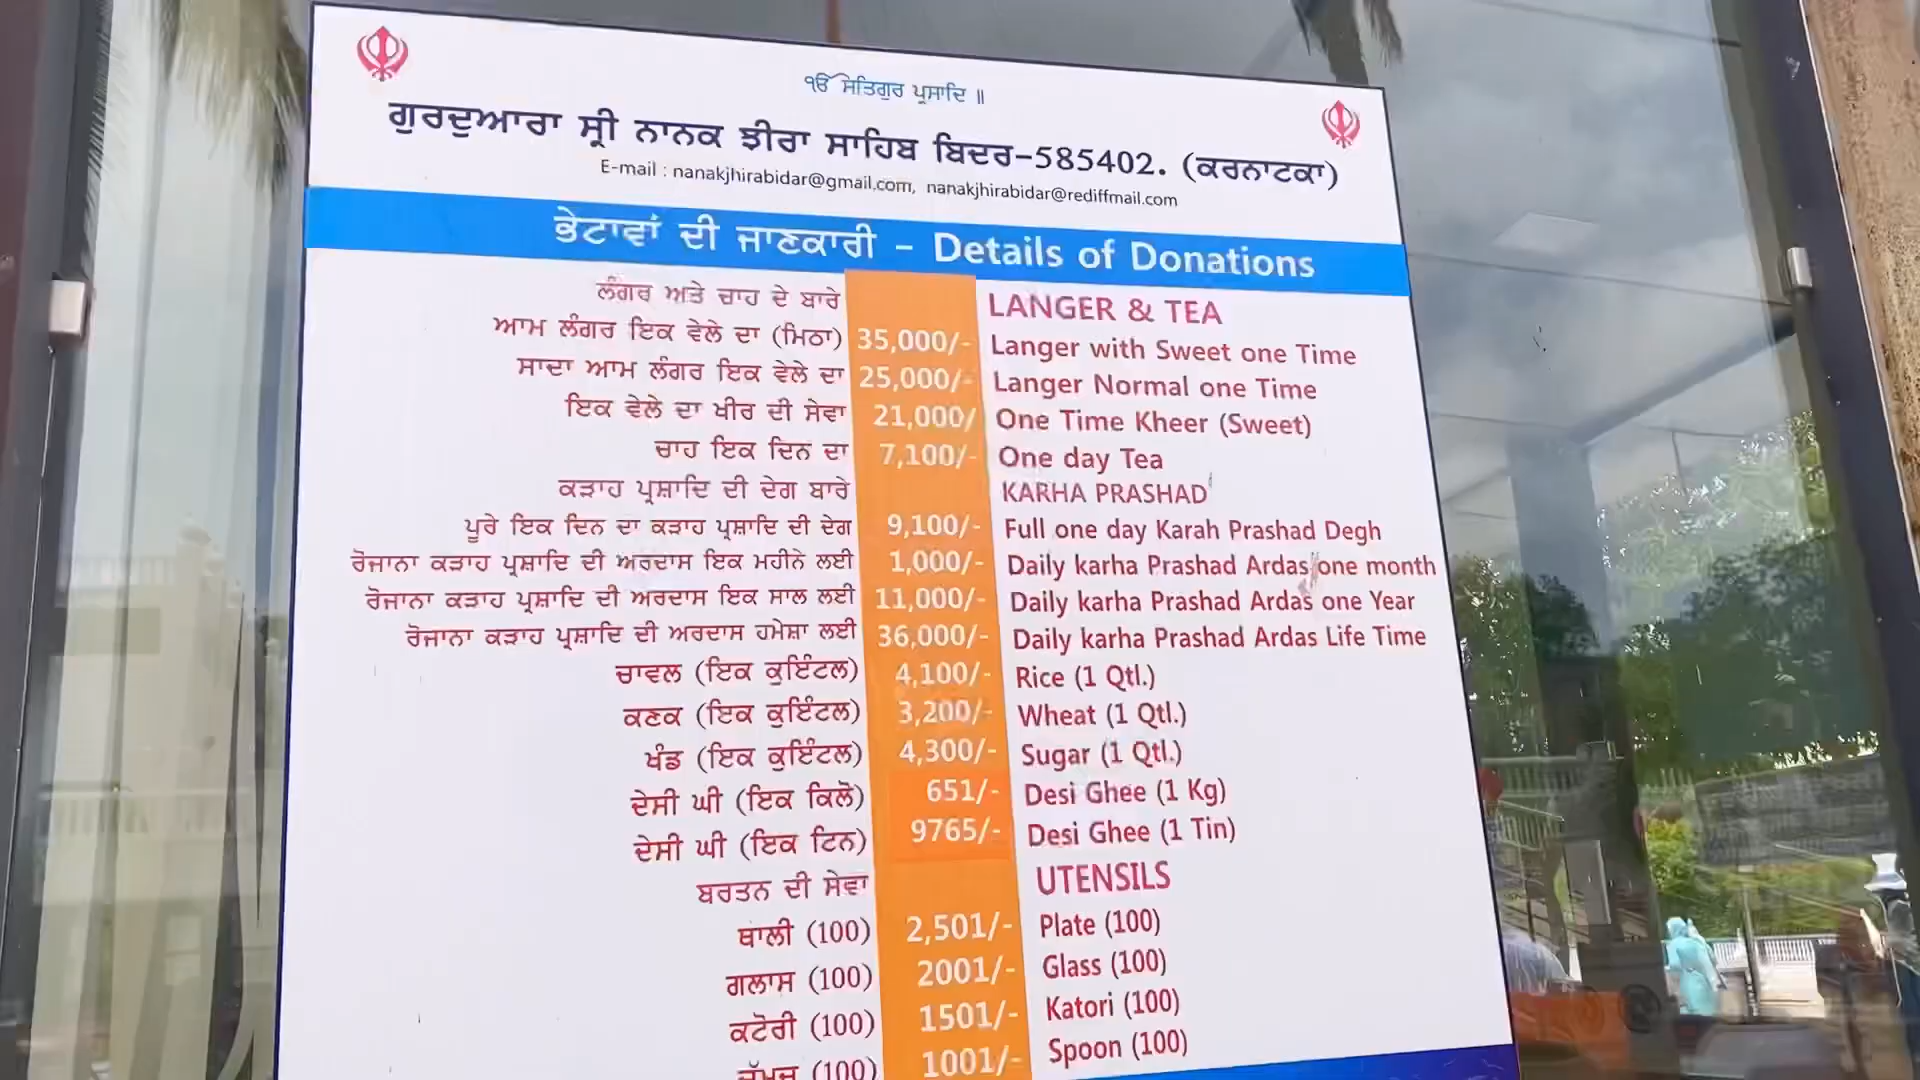 ੴ ਸਤਿਗੁਰ ਪ੍ਰਸਾਦਿ ॥
ਗੁਰਦੁਆਰਾ ਸ੍ਰੀ ਨਾਨਕ ਝੀਰਾ ਸਾਹਿਬ ਬਿਦਰ-585402. (ਕਰਨਾਟਕਾ)
E-mail : nanakjhirabidar@gmail.com, nanakjhirabidar@rediffmail.com
ਭੇਟਾਵਾਂ ਦੀ ਜਾਣਕਾਰੀ - Details of Donations
ਲੰਗਰ ਅਤੇ ਚਾਹ ਦੇ ਬਾਰੇ LANGER & TEA
ਆਮ ਲੰਗਰ ਇਕ ਵੇਲੇ ਦਾ (ਮਿਠਾ) 35,000/- Langer with Sweet one Time
ਸਾਦਾ ਆਮ ਲੰਗਰ ਇਕ ਵੇਲੇ ਦਾ 25,000/- Langer Normal one Time
ਇਕ ਵੇਲੇ ਦਾ ਖੀਰ ਦੀ ਸੇਵਾ 21,000/ One Time Kheer (Sweet)
ਚਾਹ ਇਕ ਦਿਨ ਦਾ 7,100/- One day Tea
ਕੜਾਹ ਪ੍ਰਸ਼ਾਦਿ ਦੀ ਦੇਗ ਬਾਰੇ KARHA PRASHAD
ਪੂਰੇ ਇਕ ਦਿਨ ਦਾ ਕੜਾਹ ਪ੍ਰਸ਼ਾਦਿ ਦੀ ਦੇਗ 9,100/- Full one day Karah Prashad Degh
ਰੋਜਾਨਾ ਕੜਾਹ ਪ੍ਰਸ਼ਾਦਿ ਦੀ ਅਰਦਾਸ ਇਕ ਮਹੀਨੇ ਲਈ 1,000/- Daily karha Prashad Ardas one month
ਰੋਜਾਨਾ ਕੜਾਹ ਪ੍ਰਸ਼ਾਦਿ ਦੀ ਅਰਦਾਸ ਇਕ ਸਾਲ ਲਈ 11,000/- Daily karha Prashad Ardas one Year
ਰੋਜਾਨਾ ਕੜਾਹ ਪ੍ਰਸ਼ਾਦਿ ਦੀ ਅਰਦਾਸ ਹਮੇਸ਼ਾ ਲਈ 36,000/- Daily karha Prashad Ardas Life Time
ਚਾਵਲ (ਇਕ ਕੁਇੰਟਲ) 4,100/- Rice (1 Qtl.)
ਕਣਕ (ਇਕ ਕੁਇੰਟਲ) 3,200/- Wheat (1 Qtl.)
ਖੰਡ (ਇਕ ਕੁਇੰਟਲ) 4,300/- Sugar (1 Qtl.)
ਦੇਸੀ ਘੀ (ਇਕ ਕਿਲੋ) 651/- Desi Ghee (1 Kg)
ਦੇਸੀ ਘੀ (ਇਕ ਟਿਨ) 9765/- Desi Ghee (1 Tin)
ਬਰਤਨ ਦੀ ਸੇਵਾ UTENSILS
ਥਾਲੀ (100) 2,501/- Plate (100)
ਗਲਾਸ (100) 2001/- Glass (100)
ਕਟੋਰੀ (100) 1501/- Katori (100)
(100) 1001/- Spoon (100)